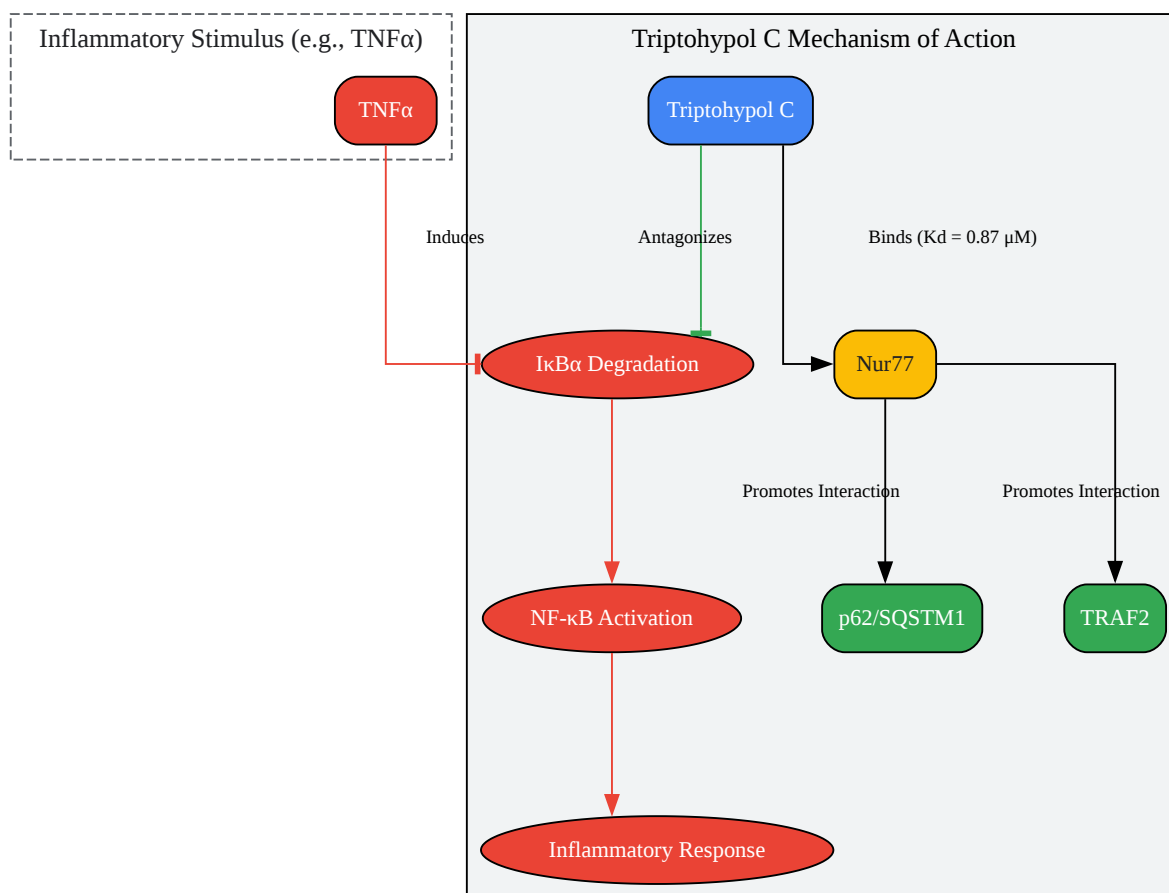 Inflammatory Stimulus (e.g., TNFα)
Triptohypol C Mechanism of Action
TNFα
Triptohypol C
Induces
Antagonizes
Binds (Kd = 0.87 μM)
IκBα Degradation
Nur77
Promotes Interaction
Promotes Interaction
NF-κB Activation
p62/SQSTM1
TRAF2
Inflammatory Response